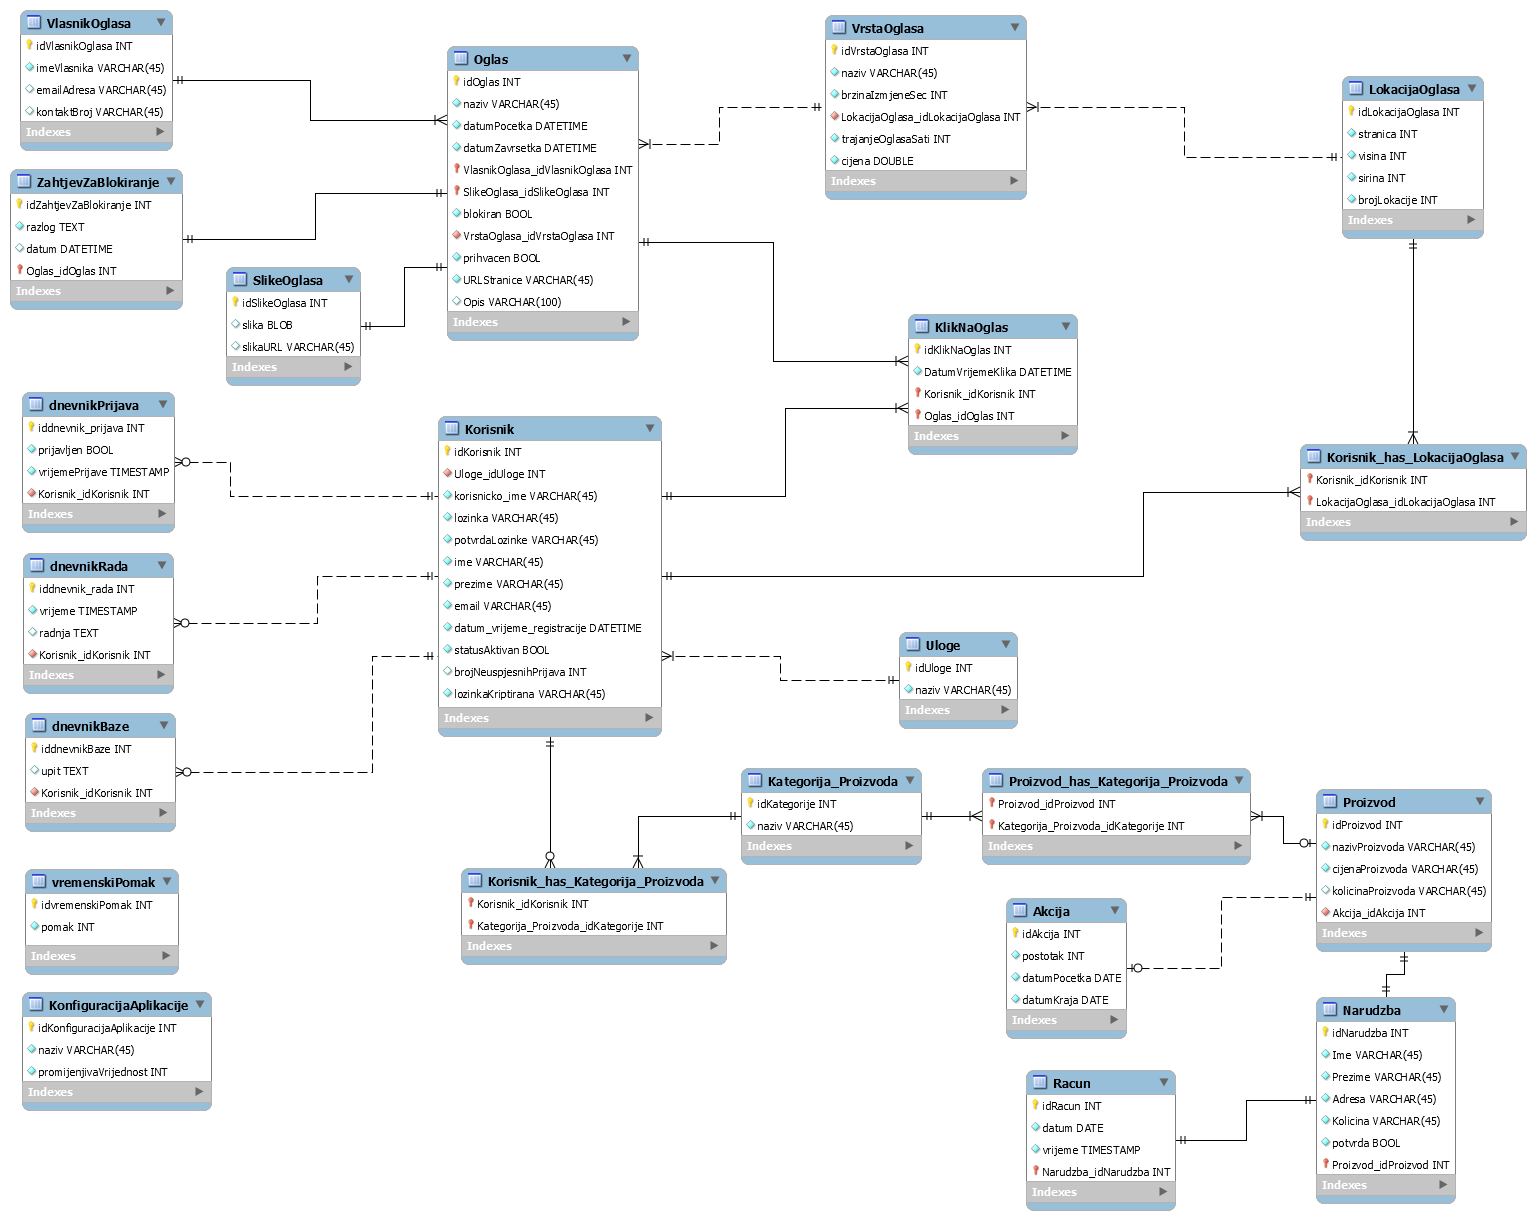 VlasnikOglasa
idVlasnikOglasa INT
imeVlasnika VARCHAR(45)
emailAdresa VARCHAR(45)
kontaktBroj VARCHAR(45)
Indexes
ZahtjevZaBlokiranje
idZahtjevZaBlokiranje INT
razlog TEXT
datum DATETIME
Oglas_idOglas INT
Indexes
SlikeOglasa
idSlikeOglasa INT
slika BLOB
slikaURL VARCHAR(45)
Indexes
Oglas
idOglas INT
naziv VARCHAR(45)
datumPocetka DATETIME
datumZavrsetka DATETIME
VlasnikOglasa_idVlasnikOglasa INT
SlikeOglasa_idSlikeOglasa INT
blokiran BOOL
VrstaOglasa_idVrstaOglasa INT
prihvacen BOOL
URLStranice VARCHAR(45)
Opis VARCHAR(100)
Indexes
VrstaOglasa
idVrstaOglasa INT
naziv VARCHAR(45)
brzinaIzmjeneSec INT
LokacijaOglasa_idLokacijaOglasa INT
trajanjeOglasaSati INT
cijena DOUBLE
Indexes
LokacijaOglasa
idLokacijaOglasa INT
stranica INT
visina INT
sirina INT
brojLokacije INT
Indexes
KlikNaOglas
idKlikNaOglas INT
DatumVrijemeKlika DATETIME
Korisnik_idKorisnik INT
Oglas_idOglas INT
Indexes
dnevnikPrijava
iddnevnik_prijava INT
prijavljen BOOL
vrijemePrijave TIMESTAMP
Korisnik_idKorisnik INT
Indexes
Korisnik
idKorisnik INT
Uloge_idUloge INT
korisnicko_ime VARCHAR(45)
lozinka VARCHAR(45)
potvrdaLozinke VARCHAR(45)
ime VARCHAR(45)
prezime VARCHAR(45)
email VARCHAR(45)
datum_vrijeme_registracije DATETIME
statusAktivan BOOL
brojNeuspjesnihPrijava INT
lozinkaKriptirana VARCHAR(45)
Indexes
Korisnik_has_LokacijaOglasa
Korisnik_idKorisnik INT
LokacijaOglasa_idLokacijaOglasa INT
Indexes
dnevnikRada
iddnevnik_rada INT
vrijeme TIMESTAMP
radnja TEXT
Korisnik_idKorisnik INT
Indexes
Uloge
idUloge INT
naziv VARCHAR(45)
Indexes
dnevnikBaze
iddnevnikBaze INT
upit TEXT
Korisnik_idKorisnik INT
Indexes
Kategorija_Proizvoda
idKategorije INT
naziv VARCHAR(45)
Indexes
Proizvod_has_Kategorija_Proizvoda
Proizvod_idProizvod INT
Kategorija_Proizvoda_idKategorije INT
Indexes
Proizvod
idProizvod INT
nazivProizvoda VARCHAR(45)
cijenaProizvoda VARCHAR(45)
kolicinaProizvoda VARCHAR(45)
Akcija_idAkcija INT
Indexes
vremenskiPomak
idvremenskiPomak INT
pomak INT
Indexes
Korisnik_has_Kategorija_Proizvoda
Korisnik_idKorisnik INT
Kategorija_Proizvoda_idKategorije INT
Indexes
Akcija
idAkcija INT
postotak INT
datumPocetka DATE
datumKraja DATE
Indexes
KonfiguracijaAplikacije
idKonfiguracijaAplikacije INT
naziv VARCHAR(45)
promijenjivaVrijednost INT
Indexes
Narudzba
idNarudzba INT
Ime VARCHAR(45)
Prezime VARCHAR(45)
Adresa VARCHAR(45)
Kolicina VARCHAR(45)
potvrda BOOL
Proizvod_idProizvod INT
Indexes
Racun
idRacun INT
datum DATE
vrijeme TIMESTAMP
Narudzba_idNarudzba INT
Indexes